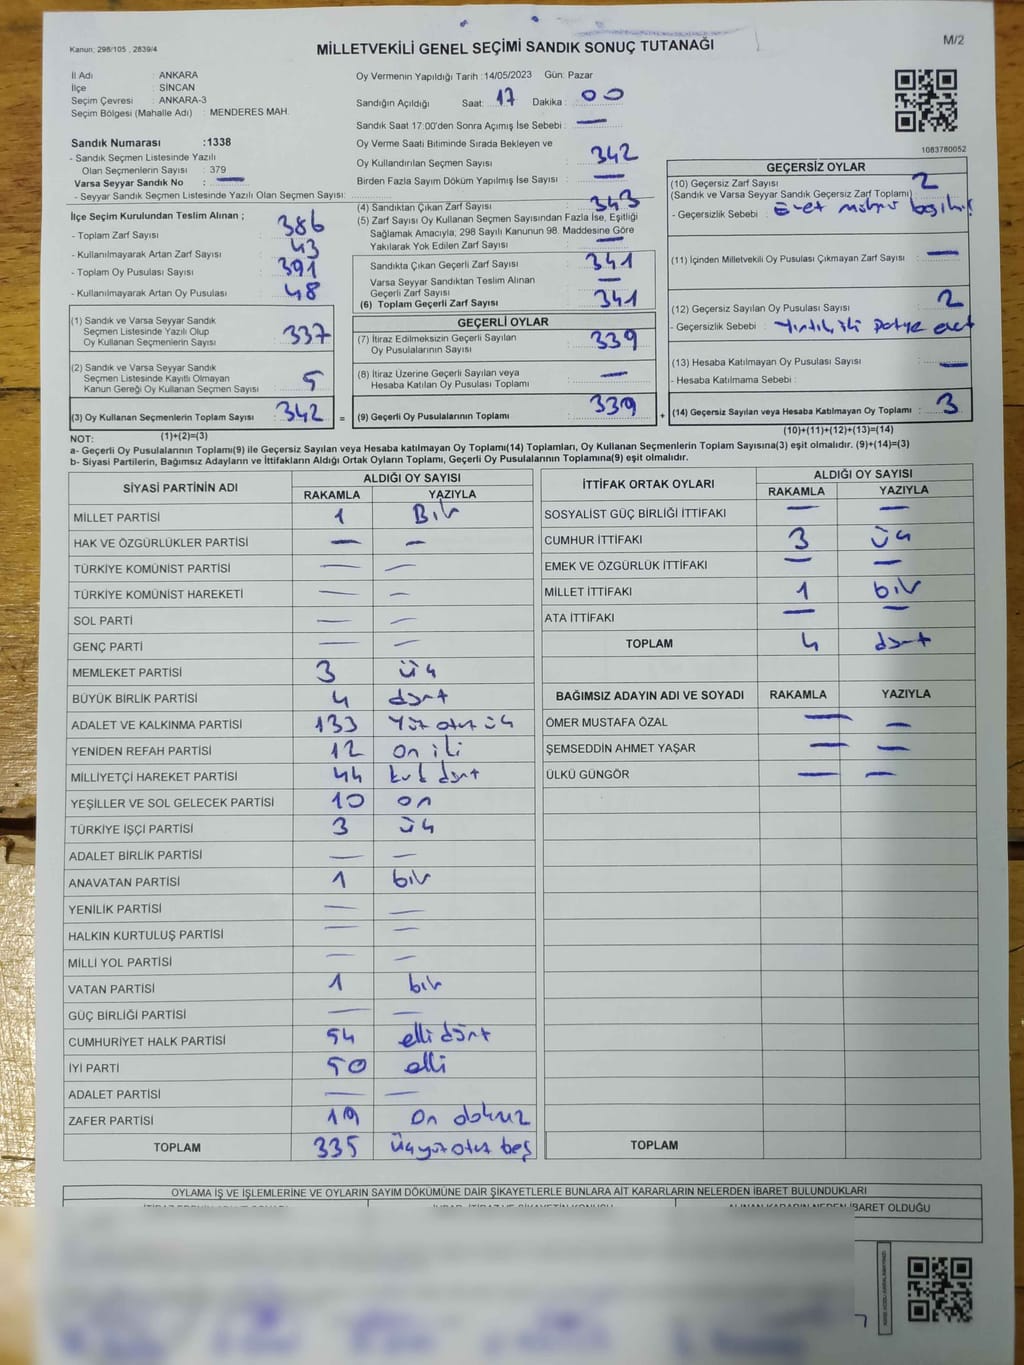 Kanun; 298/105 , 2839/4
MİLLETVEKİLİ GENEL SEÇİMİ SANDIK SONUÇ TUTANAĞI
M/2
İl Adı : ANKARA
İlçe : SİNCAN
Seçim Çevresi : ANKARA-3
Seçim Bölgesi (Mahalle Adı) : MENDERES MAH.
Sandık Numarası :1338
- Sandık Seçmen Listesinde Yazılı
Olan Seçmenlerin Sayısı : 379
Varsa Seyyar Sandık No : —
- Seyyar Sandık Seçmen Listesinde Yazılı Olan Seçmen Sayısı:
Oy Vermenin Yapıldığı Tarih :14/05/2023 Gün: Pazar
Sandığın Açıldığı Saat: 17 Dakika : 00
Sandık Saat 17:00'den Sonra Açımış İse Sebebi : —
Oy Verme Saati Bitiminde Sırada Bekleyen ve
Oy Kullandırılan Seçmen Sayısı : 342
Birden Fazla Sayım Döküm Yapılmış İse Sayısı : —
1083780052
İlçe Seçim Kurulundan Teslim Alınan ;
- Toplam Zarf Sayısı : 386
- Kullanılmayarak Artan Zarf Sayısı : 43
- Toplam Oy Pusulası Sayısı : 391
- Kullanılmayarak Artan Oy Pusulası : 48
(1) Sandık ve Varsa Seyyar Sandık
Seçmen Listesinde Yazılı Olup
Oy Kullanan Seçmenlerin Sayısı : 337
(2) Sandık ve Varsa Seyyar Sandık
Seçmen Listesinde Kayıtlı Olmayan
Kanun Gereği Oy Kullanan Seçmen Sayısı : 5
(3) Oy Kullanan Seçmenlerin Toplam Sayısı : 342 =
(1)+(2)=(3)
(4) Sandıktan Çıkan Zarf Sayısı : 343
(5) Zarf Sayısı Oy Kullanan Seçmen Sayısından Fazla İse, Eşitliği
Sağlamak Amacıyla; 298 Sayılı Kanunun 98. Maddesine Göre
Yakılarak Yok Edilen Zarf Sayısı : —
Sandıkta Çıkan Geçerli Zarf Sayısı : 341
Varsa Seyyar Sandıktan Teslim Alınan
Geçerli Zarf Sayısı : —
(6) Toplam Geçerli Zarf Sayısı : 341
GEÇERLİ OYLAR
(7) İtiraz Edilmeksizin Geçerli Sayılan
Oy Pusulalarının Sayısı : 339
(8) İtiraz Üzerine Geçerli Sayılan veya
Hesaba Katılan Oy Pusulası Toplamı : —
(9) Geçerli Oy Pusulalarının Toplamı : 339 +
GEÇERSİZ OYLAR
(10) Geçersiz Zarf Sayısı : 2
(Sandık ve Varsa Seyyar Sandık Geçersiz Zarf Toplamı)
- Geçersizlik Sebebi : Evet mührü
(11) İçinden Milletvekili Oy Pusulası Çıkmayan Zarf Sayısı : —
(12) Geçersiz Sayılan Oy Pusulası Sayısı : 2
- Geçersizlik Sebebi : Yırtık, iki evet
(13) Hesaba Katılmayan Oy Pusulası Sayısı : —
- Hesaba Katılmama Sebebi :
(14) Geçersiz Sayılan veya Hesaba Katılmayan Oy Toplamı : 3
(10)+(11)+(12)+(13)=(14)
NOT:
a- Geçerli Oy Pusulalarının Toplamı(9) ile Geçersiz Sayılan veya Hesaba katılmayan Oy Toplamı(14) Toplamları, Oy Kullanan Seçmenlerin Toplam Sayısına(3) eşit olmalıdır. (9)+(14)=(3)
b- Siyasi Partilerin, Bağımsız Adayların ve İttifakların Aldığı Ortak Oyların Toplamı, Geçerli Oy Pusulalarının Toplamına(9) eşit olmalıdır.
SİYASİ PARTİNİN ADI ALDIĞI OY SAYISI
RAKAMLA YAZIYLA
MİLLET PARTİSİ 1 Bir
HAK VE ÖZGÜRLÜKLER PARTİSİ — —
TÜRKİYE KOMÜNİST PARTİSİ — —
TÜRKİYE KOMÜNİST HAREKETİ — —
SOL PARTİ — —
GENÇ PARTİ — —
MEMLEKET PARTİSİ 3 üç
BÜYÜK BİRLİK PARTİSİ 4 dört
ADALET VE KALKINMA PARTİSİ 133 Yüz otuz üç
YENİDEN REFAH PARTİSİ 12 on iki
MİLLİYETÇİ HAREKET PARTİSİ 44 kırk dört
YEŞİLLER VE SOL GELECEK PARTİSİ 10 on
TÜRKİYE İŞÇİ PARTİSİ 3 üç
ADALET BİRLİK PARTİSİ — —
ANAVATAN PARTİSİ 1 bir
YENİLİK PARTİSİ — —
HALKIN KURTULUŞ PARTİSİ — —
MİLLİ YOL PARTİSİ — —
VATAN PARTİSİ 1 bir
GÜÇ BİRLİĞİ PARTİSİ — —
CUMHURİYET HALK PARTİSİ 54 elli dört
İYİ PARTİ 50 elli
ADALET PARTİSİ — —
ZAFER PARTİSİ 19 on dokuz
TOPLAM 335 üçyüz otuz beş
İTTİFAK ORTAK OYLARI ALDIĞI OY SAYISI
RAKAMLA YAZIYLA
SOSYALİST GÜÇ BİRLİĞİ İTTİFAKI — —
CUMHUR İTTİFAKI 3 üç
EMEK VE ÖZGÜRLÜK İTTİFAKI — —
MİLLET İTTİFAKI 1 bir
ATA İTTİFAKI — —
TOPLAM 4 dört
BAĞIMSIZ ADAYIN ADI VE SOYADI RAKAMLA YAZIYLA
ÖMER MUSTAFA ÖZAL — —
ŞEMSEDDİN AHMET YAŞAR — —
ÜLKÜ GÜNGÖR — —
TOPLAM
OYLAMA İŞ VE İŞLEMLERİNE VE OYLARIN SAYIM DÖKÜMÜNE DAİR ŞİKAYETLERLE BUNLARA AİT KARARLARIN NELERDEN İBARET BULUNDUKLARI
ALINAN KARARIN NEDEN İBARET OLDUĞU